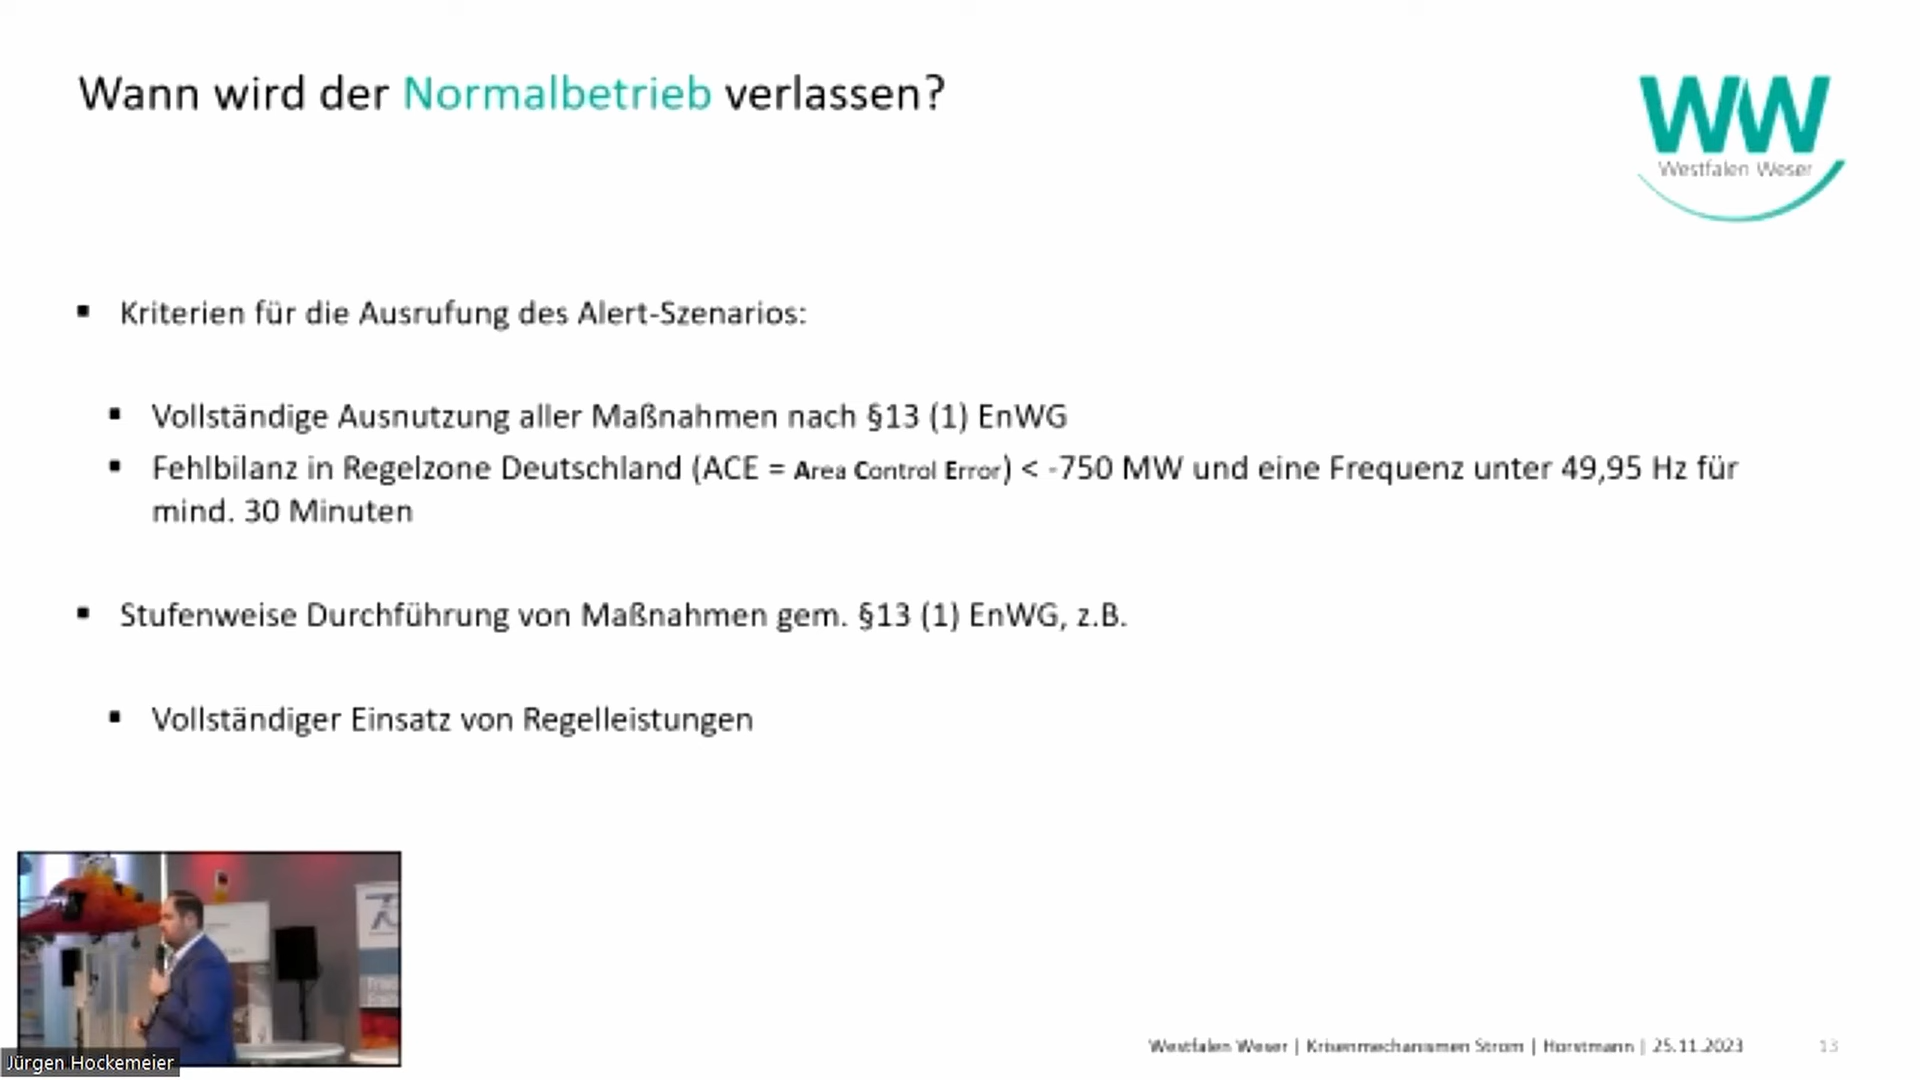 Wann wird der Normalbetrieb verlassen?
WW
Westfalen Weser
▪ Kriterien für die Ausrufung des Alert-Szenarios:
▪ Vollständige Ausnutzung aller Maßnahmen nach §13 (1) EnWG
▪ Fehlbilanz in Regelzone Deutschland (ACE = Area Control Error) < -750 MW und eine Frequenz unter 49,95 Hz für
mind. 30 Minuten
▪ Stufenweise Durchführung von Maßnahmen gem. §13 (1) EnWG, z.B.
▪ Vollständiger Einsatz von Regelleistungen
Jürgen Hockemeier
Westfalen Weser | Krisenmechanismen Strom | Horstmann | 25.11.2023
13